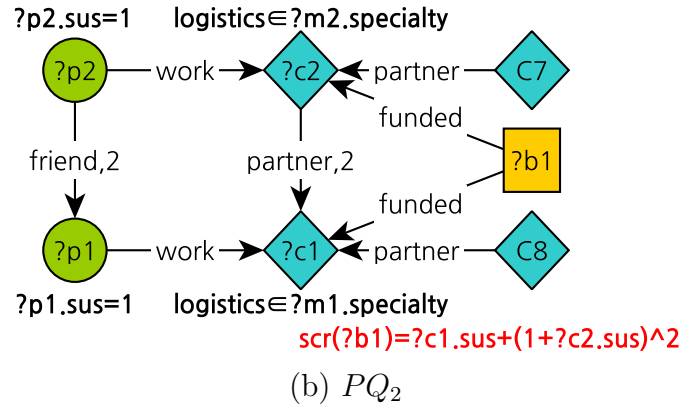 ?p2.sus=1 logistics∈?m2.specialty
?p2 work ?c2 partner C7
funded
friend,2 partner,2 ?b1
funded
?p1 work ?c1 partner C8
?p1.sus=1 logistics∈?m1.specialty
scr(?b1)=?c1.sus+(1+?c2.sus)^2
(b) PQ₂